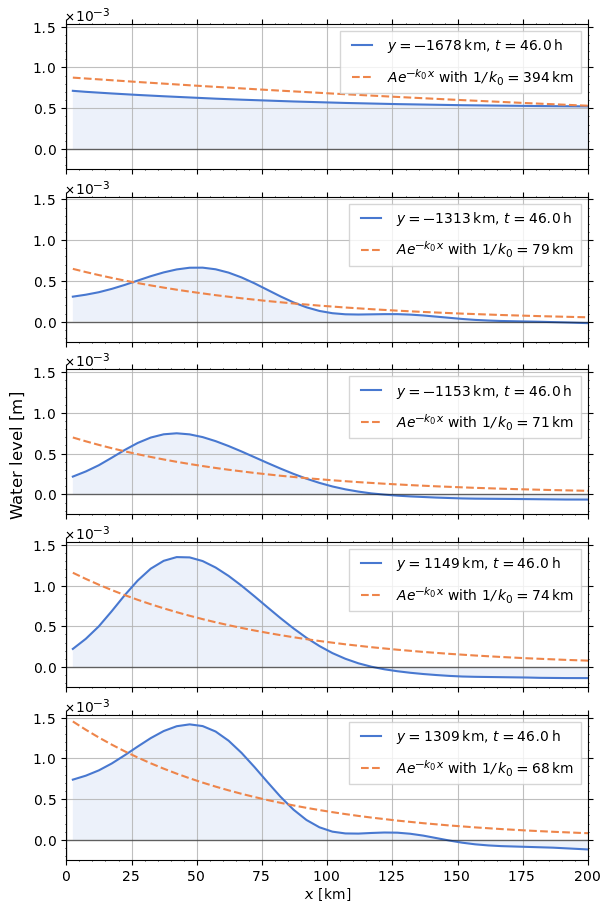 ×10⁻³
1.5
1.0
0.5
0.0
y = −1678 km, t = 46.0 h
Ae^{−k₀x} with 1/k₀ = 394 km
×10⁻³
1.5
1.0
0.5
0.0
y = −1313 km, t = 46.0 h
Ae^{−k₀x} with 1/k₀ = 79 km
×10⁻³
1.5
1.0
0.5
0.0
y = −1153 km, t = 46.0 h
Ae^{−k₀x} with 1/k₀ = 71 km
Water level [m]
×10⁻³
1.5
1.0
0.5
0.0
y = 1149 km, t = 46.0 h
Ae^{−k₀x} with 1/k₀ = 74 km
×10⁻³
1.5
1.0
0.5
0.0
y = 1309 km, t = 46.0 h
Ae^{−k₀x} with 1/k₀ = 68 km
0 25 50 75 100 125 150 175 200
x [km]